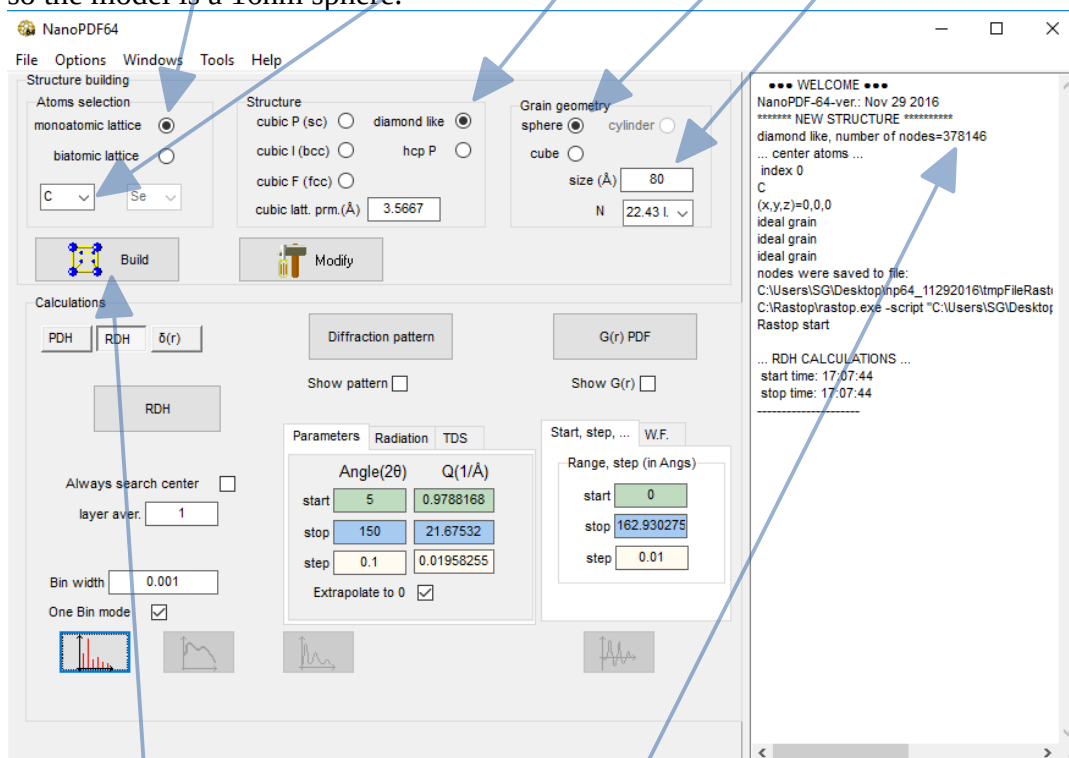 so the model is a 16nm sphere.
NanoPDF64
File Options Windows Tools Help
Structure building
Atoms selection
monoatomic lattice
biatomic lattice
C Se
Structure
cubic P (sc) diamond like
cubic I (bcc) hcp P
cubic F (fcc)
cubic latt. prm.(Å) 3.5667
Grain geometry
sphere cylinder
cube
size (Å) 80
N 22.43 l.
Build Modify
Calculations
PDH RDH δ(r)
RDH
Always search center
layer aver. 1
Bin width 0.001
One Bin mode
Diffraction pattern
Show pattern
Parameters Radiation TDS
Angle(2θ) Q(1/Å)
start 5 0.9788168
stop 150 21.67532
step 0.1 0.01958255
Extrapolate to 0
G(r) PDF
Show G(r)
Start, step, ... W.F.
Range, step (in Angs)
start 0
stop 162.930275
step 0.01
●●● WELCOME ●●●
NanoPDF-64-ver.: Nov 29 2016
******* NEW STRUCTURE **********
diamond like, number of nodes=378146
... center atoms ...
index 0
C
(x,y,z)=0,0,0
ideal grain
ideal grain
ideal grain
nodes were saved to file:
C:\Users\SG\Desktop\np64_11292016\tmpFileRast
C:\Rastop\rastop.exe -script "C:\Users\SG\Desktop
Rastop start
... RDH CALCULATIONS ...
start time: 17:07:44
stop time: 17:07:44
---------------------